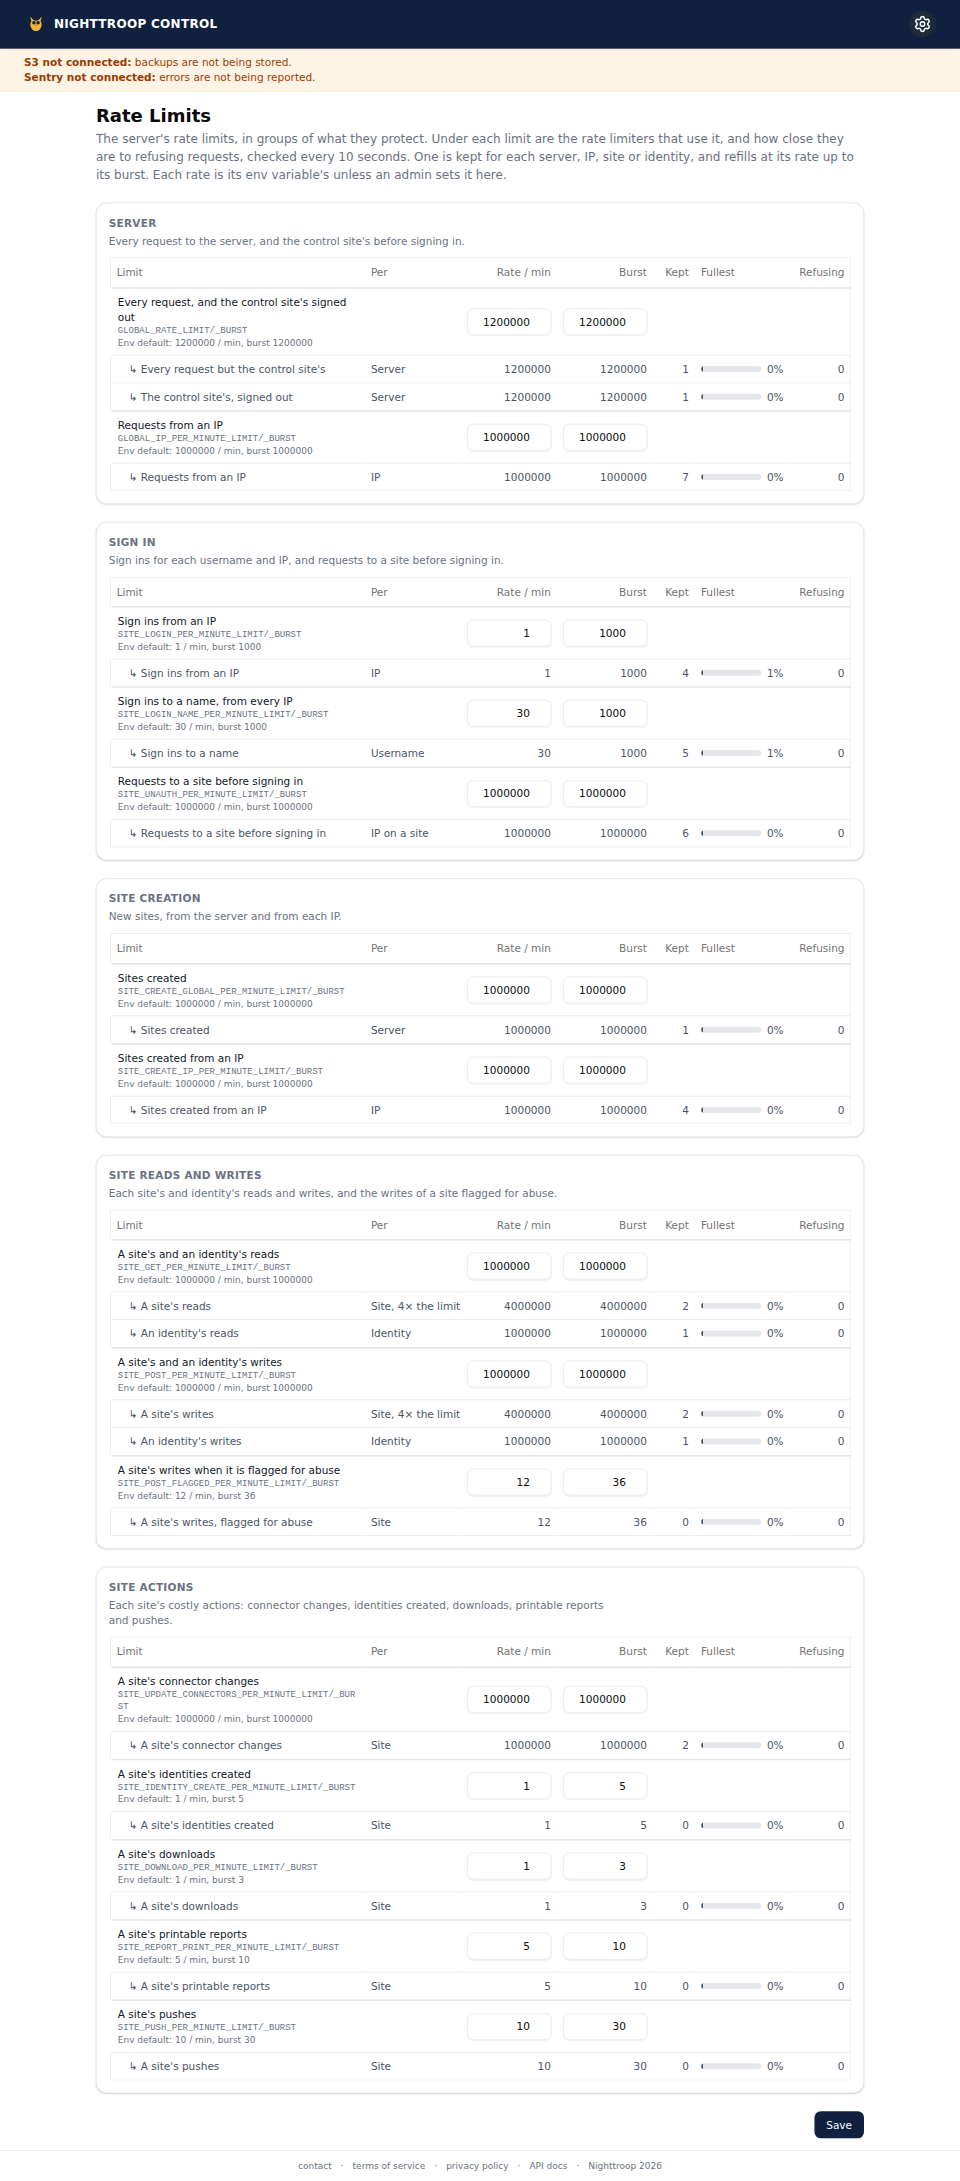 NIGHTTROOP CONTROL
S3 not connected: backups are not being stored.
Sentry not connected: errors are not being reported.
Rate Limits
The server's rate limits, in groups of what they protect. Under each limit are the rate limiters that use it, and how close they
are to refusing requests, checked every 10 seconds. One is kept for each server, IP, site or identity, and refills at its rate up to
its burst. Each rate is its env variable's unless an admin sets it here.
SERVER
Every request to the server, and the control site's before signing in.
Limit Per Rate / min Burst Kept Fullest Refusing
Every request, and the control site's signed
out
GLOBAL_RATE_LIMIT/_BURST
Env default: 1200000 / min, burst 1200000
1200000 1200000
↳ Every request but the control site's Server 1200000 1200000 1 0% 0
↳ The control site's, signed out Server 1200000 1200000 1 0% 0
Requests from an IP
GLOBAL_IP_PER_MINUTE_LIMIT/_BURST
Env default: 1000000 / min, burst 1000000
1000000 1000000
↳ Requests from an IP IP 1000000 1000000 7 0% 0
SIGN IN
Sign ins for each username and IP, and requests to a site before signing in.
Limit Per Rate / min Burst Kept Fullest Refusing
Sign ins from an IP
SITE_LOGIN_PER_MINUTE_LIMIT/_BURST
Env default: 1 / min, burst 1000
1 1000
↳ Sign ins from an IP IP 1 1000 4 1% 0
Sign ins to a name, from every IP
SITE_LOGIN_NAME_PER_MINUTE_LIMIT/_BURST
Env default: 30 / min, burst 1000
30 1000
↳ Sign ins to a name Username 30 1000 5 1% 0
Requests to a site before signing in
SITE_UNAUTH_PER_MINUTE_LIMIT/_BURST
Env default: 1000000 / min, burst 1000000
1000000 1000000
↳ Requests to a site before signing in IP on a site 1000000 1000000 6 0% 0
SITE CREATION
New sites, from the server and from each IP.
Limit Per Rate / min Burst Kept Fullest Refusing
Sites created
SITE_CREATE_GLOBAL_PER_MINUTE_LIMIT/_BURST
Env default: 1000000 / min, burst 1000000
1000000 1000000
↳ Sites created Server 1000000 1000000 1 0% 0
Sites created from an IP
SITE_CREATE_IP_PER_MINUTE_LIMIT/_BURST
Env default: 1000000 / min, burst 1000000
1000000 1000000
↳ Sites created from an IP IP 1000000 1000000 4 0% 0
SITE READS AND WRITES
Each site's and identity's reads and writes, and the writes of a site flagged for abuse.
Limit Per Rate / min Burst Kept Fullest Refusing
A site's and an identity's reads
SITE_GET_PER_MINUTE_LIMIT/_BURST
Env default: 1000000 / min, burst 1000000
1000000 1000000
↳ A site's reads Site, 4× the limit 4000000 4000000 2 0% 0
↳ An identity's reads Identity 1000000 1000000 1 0% 0
A site's and an identity's writes
SITE_POST_PER_MINUTE_LIMIT/_BURST
Env default: 1000000 / min, burst 1000000
1000000 1000000
↳ A site's writes Site, 4× the limit 4000000 4000000 2 0% 0
↳ An identity's writes Identity 1000000 1000000 1 0% 0
A site's writes when it is flagged for abuse
SITE_POST_FLAGGED_PER_MINUTE_LIMIT/_BURST
Env default: 12 / min, burst 36
12 36
↳ A site's writes, flagged for abuse Site 12 36 0 0% 0
SITE ACTIONS
Each site's costly actions: connector changes, identities created, downloads, printable reports
and pushes.
Limit Per Rate / min Burst Kept Fullest Refusing
A site's connector changes
SITE_UPDATE_CONNECTORS_PER_MINUTE_LIMIT/_BUR
ST
Env default: 1000000 / min, burst 1000000
1000000 1000000
↳ A site's connector changes Site 1000000 1000000 2 0% 0
A site's identities created
SITE_IDENTITY_CREATE_PER_MINUTE_LIMIT/_BURST
Env default: 1 / min, burst 5
1 5
↳ A site's identities created Site 1 5 0 0% 0
A site's downloads
SITE_DOWNLOAD_PER_MINUTE_LIMIT/_BURST
Env default: 1 / min, burst 3
1 3
↳ A site's downloads Site 1 3 0 0% 0
A site's printable reports
SITE_REPORT_PRINT_PER_MINUTE_LIMIT/_BURST
Env default: 5 / min, burst 10
5 10
↳ A site's printable reports Site 5 10 0 0% 0
A site's pushes
SITE_PUSH_PER_MINUTE_LIMIT/_BURST
Env default: 10 / min, burst 30
10 30
↳ A site's pushes Site 10 30 0 0% 0
Save
contact · terms of service · privacy policy · API docs · Nighttroop 2026